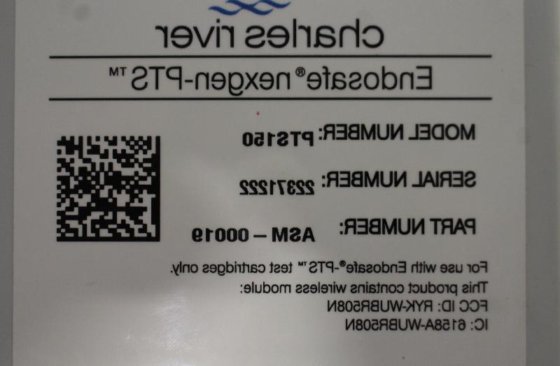 charles river
Endosafe® nexgen-PTS™
MODEL NUMBER: PTS150
SERIAL NUMBER: 22371222
PART NUMBER: ASM – 00019
For use with Endosafe®-PTS™ test cartridges only.
This product contains wireless module:
FCC ID: RYK-WUBR508N
IC: 6158A-WUBR508N